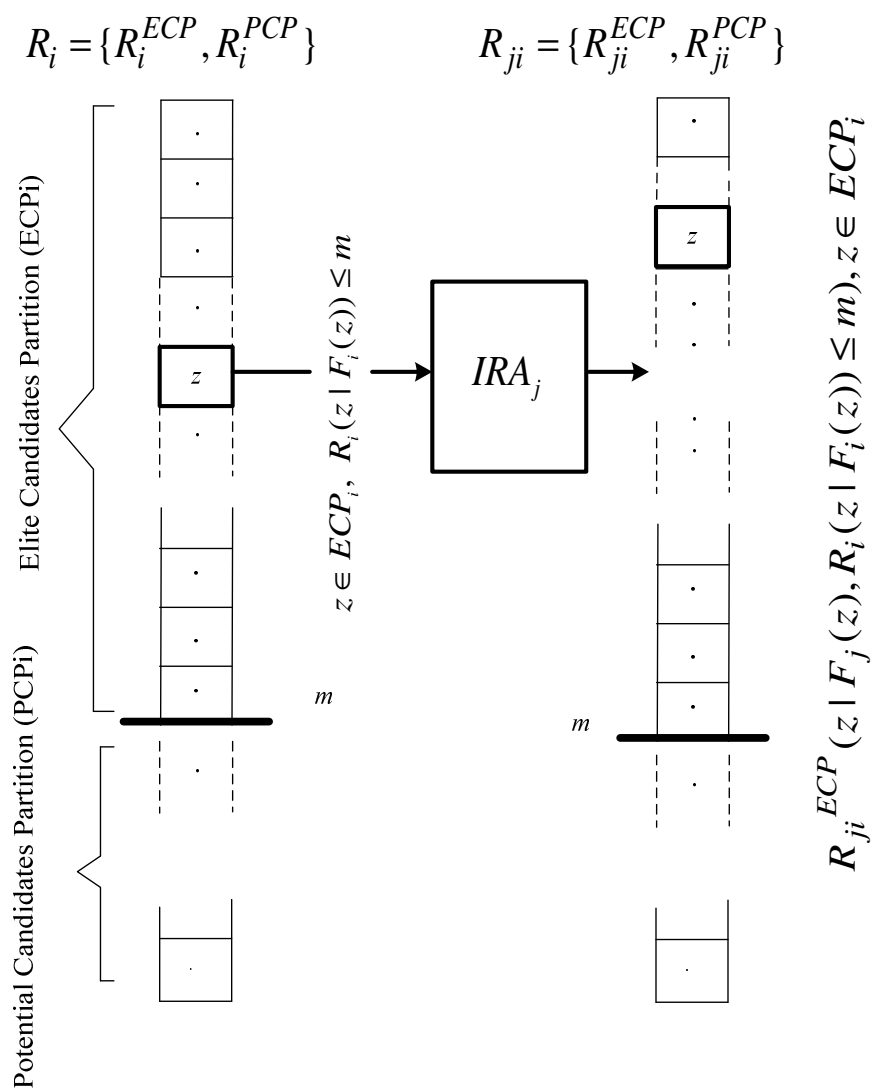 R_i = {R_i^{ECP}, R_i^{PCP}}
R_{ji} = {R_{ji}^{ECP}, R_{ji}^{PCP}}
Elite Candidates Partition (ECPi)
z
z ∈ ECP_i, R_i(z | F_i(z)) ≤ m
IRA_j
z
R_{ji}^{ECP}(z | F_j(z), R_i(z | F_i(z)) ≤ m), z ∈ ECP_i
m
m
Potential Candidates Partition (PCPi)